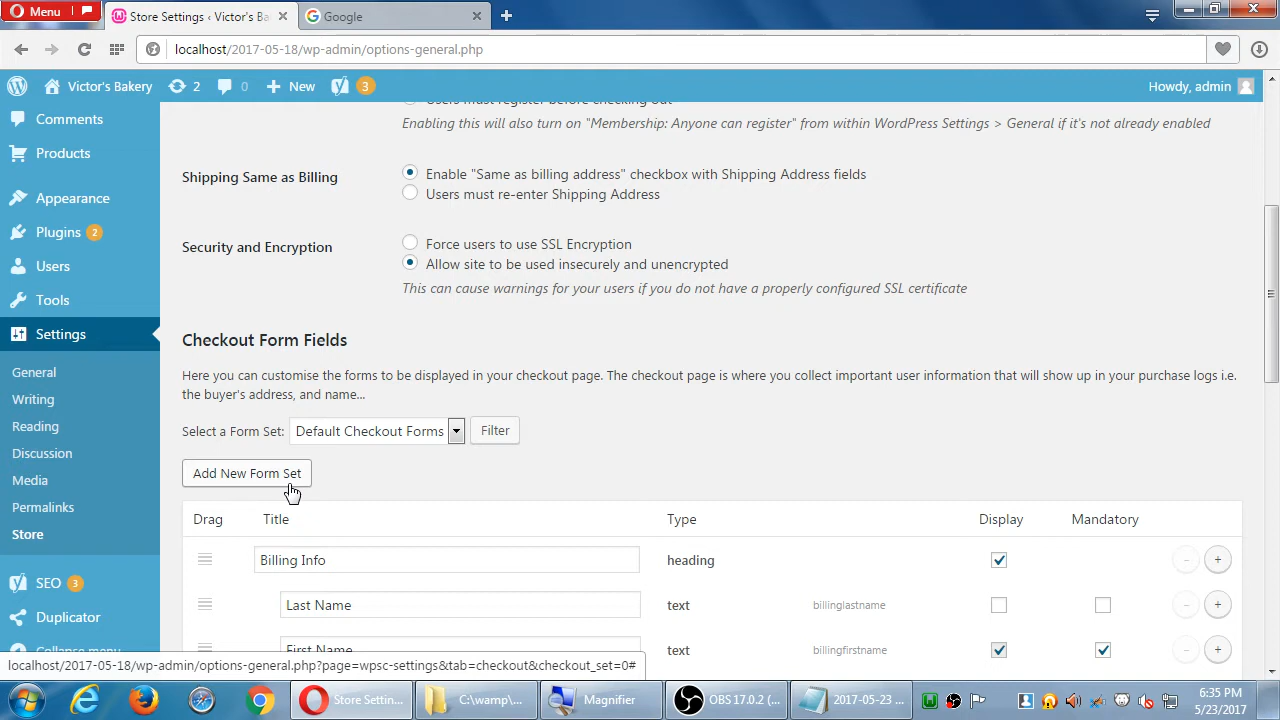 Menu
Store Settings ‹ Victor's Ba
Google
localhost/2017-05-18/wp-admin/options-general.php
Victor's Bakery
2
0
New
3
Howdy, admin
Comments
Products
Appearance
Plugins 2
Users
Tools
Settings
General
Writing
Reading
Discussion
Media
Permalinks
Store
SEO 3
Duplicator
Collapse menu
Users must register before checking out
Enabling this will also turn on "Membership: Anyone can register" from within WordPress Settings > General if it's not already enabled
Shipping Same as Billing
Enable "Same as billing address" checkbox with Shipping Address fields
Users must re-enter Shipping Address
Security and Encryption
Force users to use SSL Encryption
Allow site to be used insecurely and unencrypted
This can cause warnings for your users if you do not have a properly configured SSL certificate
Checkout Form Fields
Here you can customise the forms to be displayed in your checkout page. The checkout page is where you collect important user information that will show up in your purchase logs i.e.
the buyer's address, and name...
Select a Form Set: Default Checkout Forms Filter
Add New Form Set
Drag Title Type Display Mandatory
Billing Info heading
Last Name text billinglastname
First Name text billingfirstname
localhost/2017-05-18/wp-admin/options-general.php?page=wpsc-settings&tab=checkout&checkout_set=0#
Store Settin...
C:\wamp\...
Magnifier
OBS 17.0.2 (...
2017-05-23 ...
6:35 PM
5/23/2017